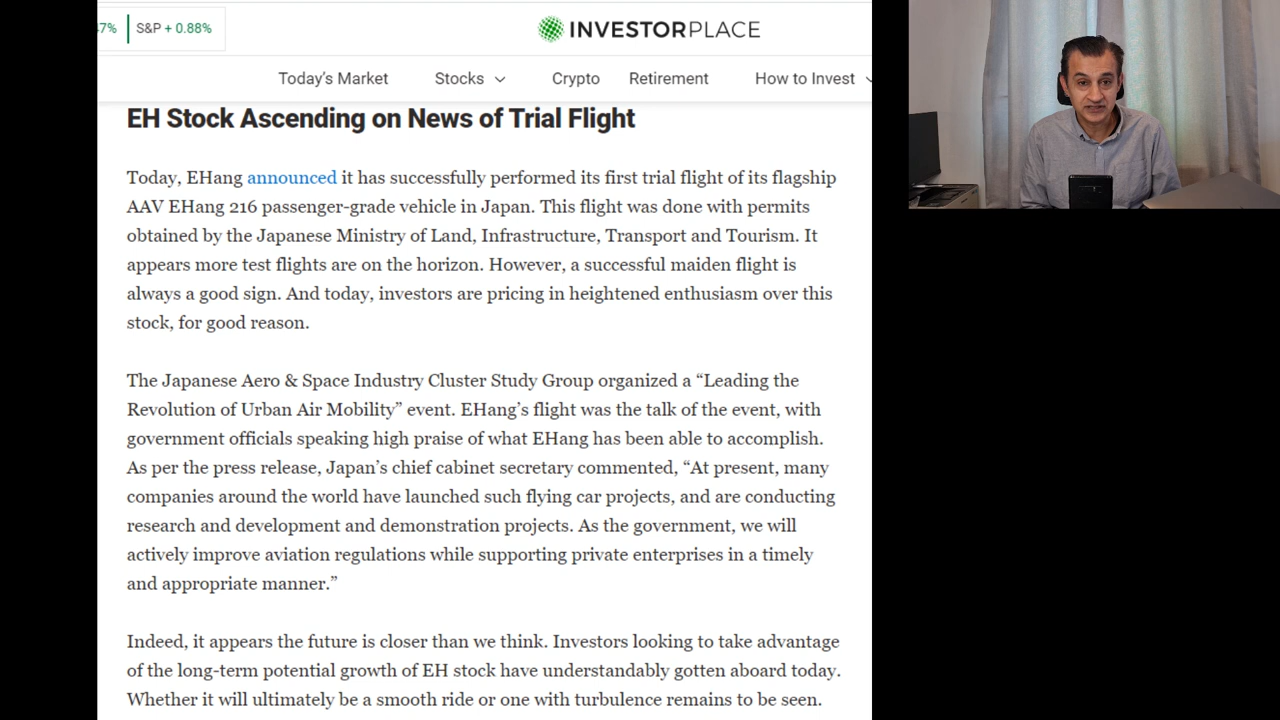 7% S&P + 0.88%
INVESTORPLACE
Today's Market Stocks Crypto Retirement How to Invest
EH Stock Ascending on News of Trial Flight
Today, EHang announced it has successfully performed its first trial flight of its flagship
AAV EHang 216 passenger-grade vehicle in Japan. This flight was done with permits
obtained by the Japanese Ministry of Land, Infrastructure, Transport and Tourism. It
appears more test flights are on the horizon. However, a successful maiden flight is
always a good sign. And today, investors are pricing in heightened enthusiasm over this
stock, for good reason.
The Japanese Aero & Space Industry Cluster Study Group organized a “Leading the
Revolution of Urban Air Mobility” event. EHang’s flight was the talk of the event, with
government officials speaking high praise of what EHang has been able to accomplish.
As per the press release, Japan’s chief cabinet secretary commented, “At present, many
companies around the world have launched such flying car projects, and are conducting
research and development and demonstration projects. As the government, we will
actively improve aviation regulations while supporting private enterprises in a timely
and appropriate manner.”
Indeed, it appears the future is closer than we think. Investors looking to take advantage
of the long-term potential growth of EH stock have understandably gotten aboard today.
Whether it will ultimately be a smooth ride or one with turbulence remains to be seen.